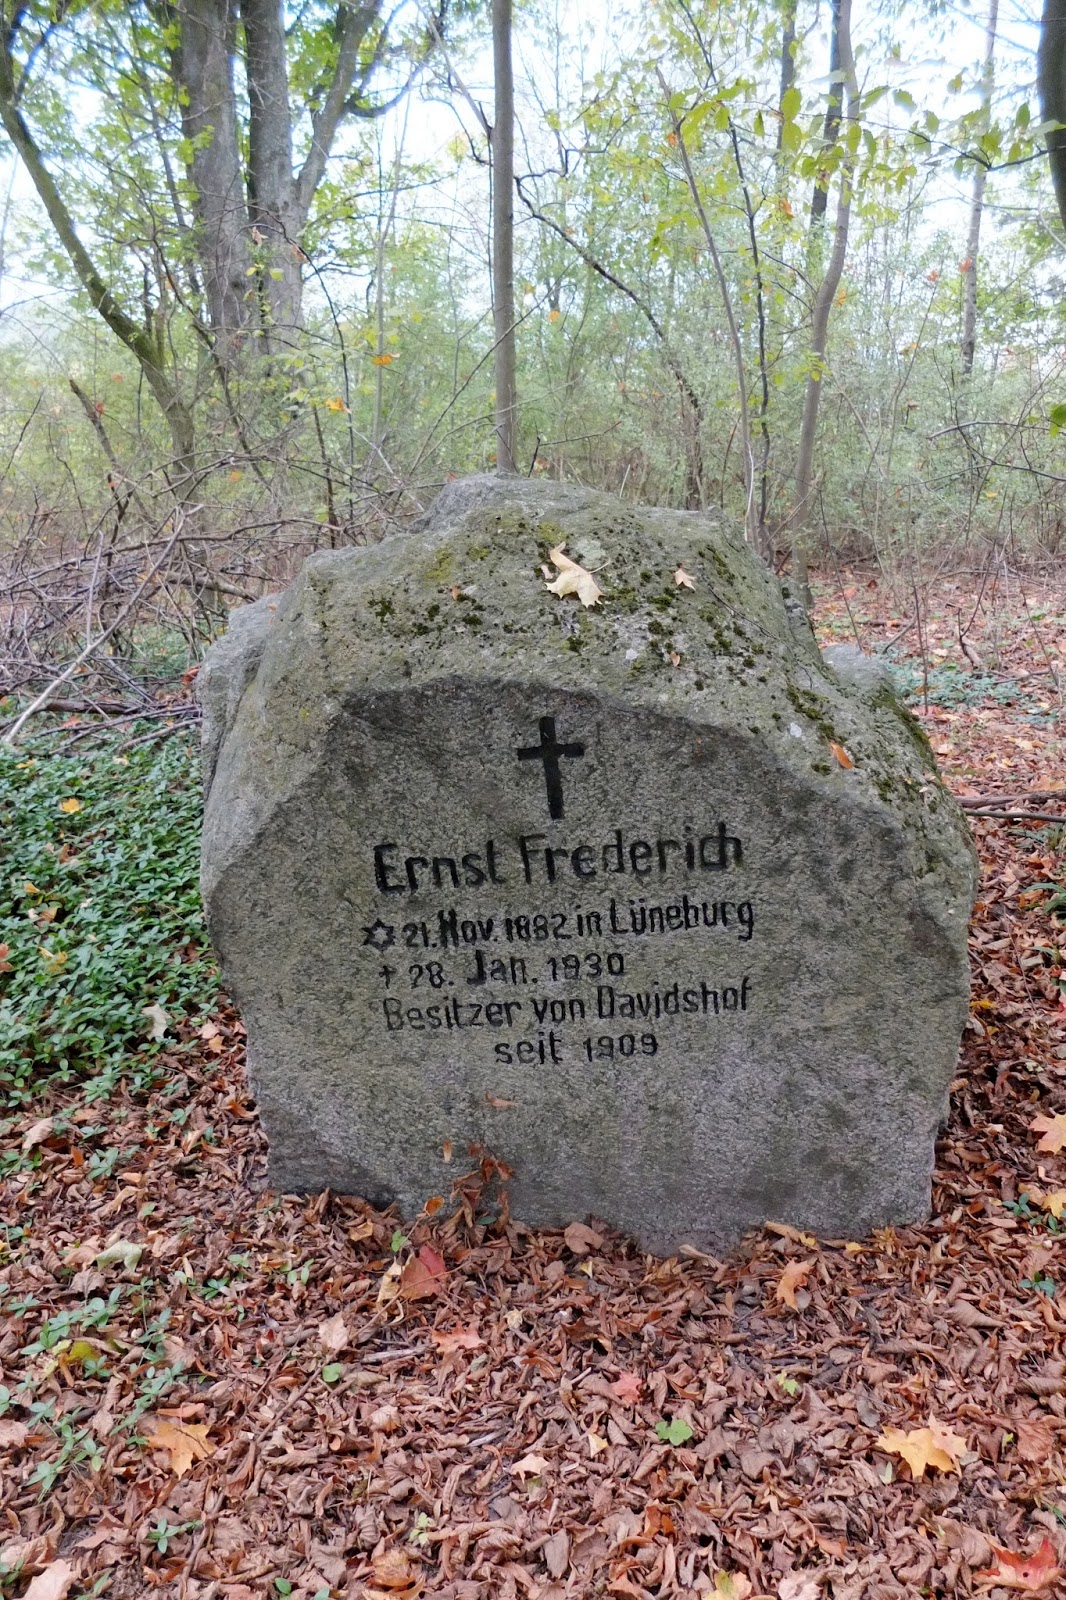 Ernst Frederich
✡ 21. Nov. 1882 in Lüneburg
† 28. Jan. 1930
Besitzer von Davidshof
seit 1909